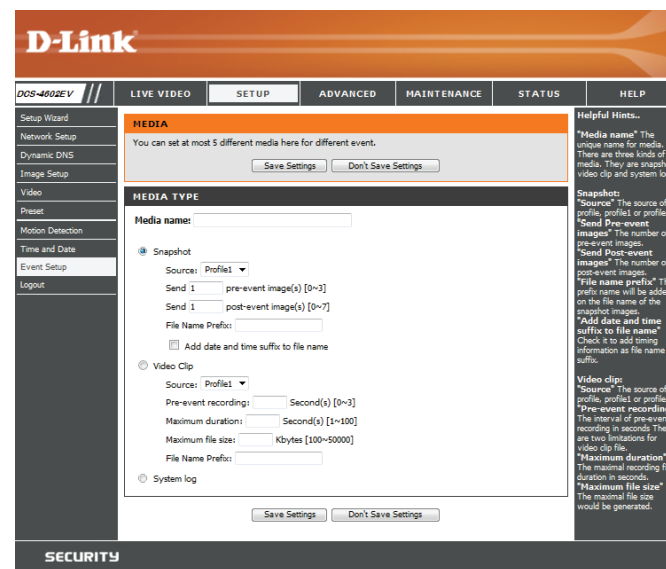 D-Link
DCS-4602EV
LIVE VIDEO
SETUP
ADVANCED
MAINTENANCE
STATUS
HELP
Setup Wizard
Network Setup
Dynamic DNS
Image Setup
Video
Preset
Motion Detection
Time and Date
Event Setup
Logout
MEDIA
You can set at most 5 different media here for different event.
Save Settings Don't Save Settings
MEDIA TYPE
Media name:
Snapshot
Source: Profile1
Send 1 pre-event image(s) [0~3]
Send 1 post-event image(s) [0~7]
File Name Prefix:
Add date and time suffix to file name
Video Clip
Source: Profile1
Pre-event recording: Second(s) [0~3]
Maximum duration: Second(s) [1~100]
Maximum file size: Kbytes [100~50000]
File Name Prefix:
System log
Save Settings Don't Save Settings
Helpful Hints..
"Media name" The
unique name for media.
There are three kinds of
media. They are snapsh
video clip and system lo
Snapshot:
"Source" The source of
profile, profile1 or profile
"Send Pre-event
images" The number o
pre-event images.
"Send Post-event
images" The number o
post-event images.
"File name prefix" Th
prefix name will be adde
on the file name of the
snapshot images.
"Add date and time
suffix to file name"
Check it to add timing
information as file name
suffix.
Video clip:
"Source" The source of
profile, profile1 or profile
"Pre-event recording
The interval of pre-even
recording in seconds The
are two limitations for
video clip file.
"Maximum duration"
The maximal recording fi
duration in seconds.
"Maximum file size"
The maximal file size
would be generated.
SECURITY